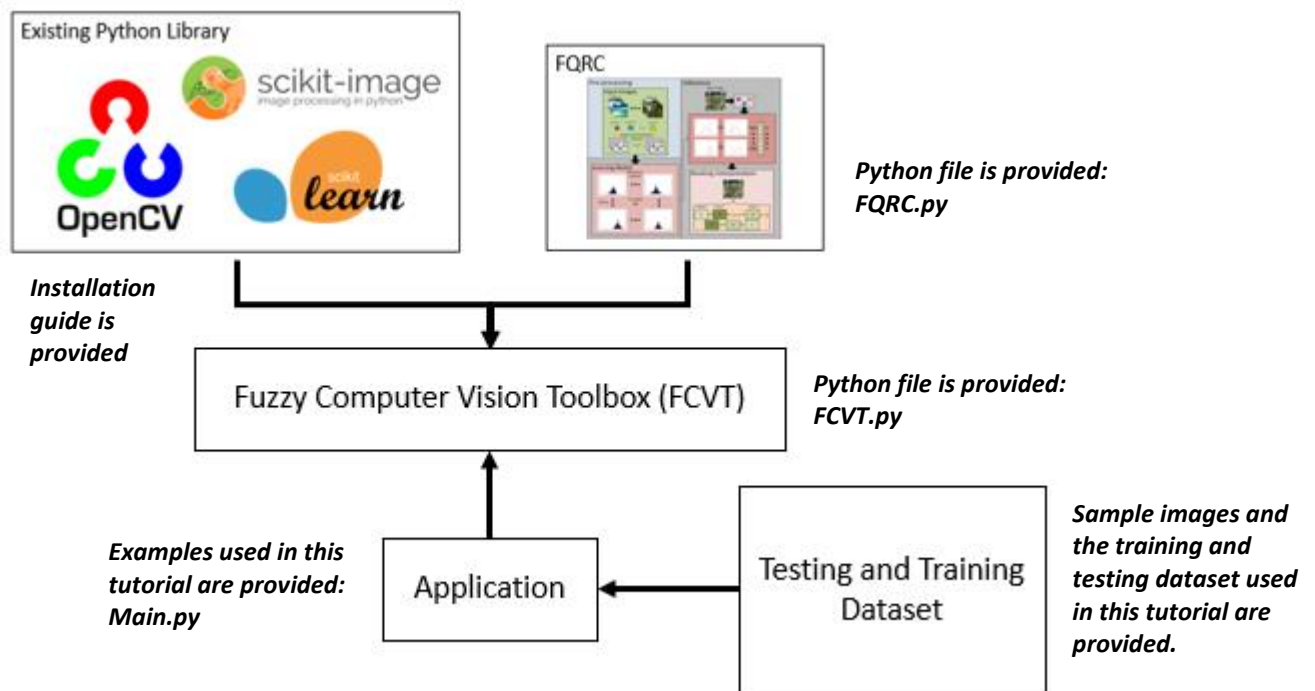 Existing Python Library
scikit-image
image processing in python
OpenCV
scikit
learn
FQRC
Python file is provided:
FQRC.py
Installation
guide is
provided
Fuzzy Computer Vision Toolbox (FCVT)
Python file is provided:
FCVT.py
Examples used in this
tutorial are provided:
Main.py
Application
Testing and Training
Dataset
Sample images and
the training and
testing dataset used
in this tutorial are
provided.